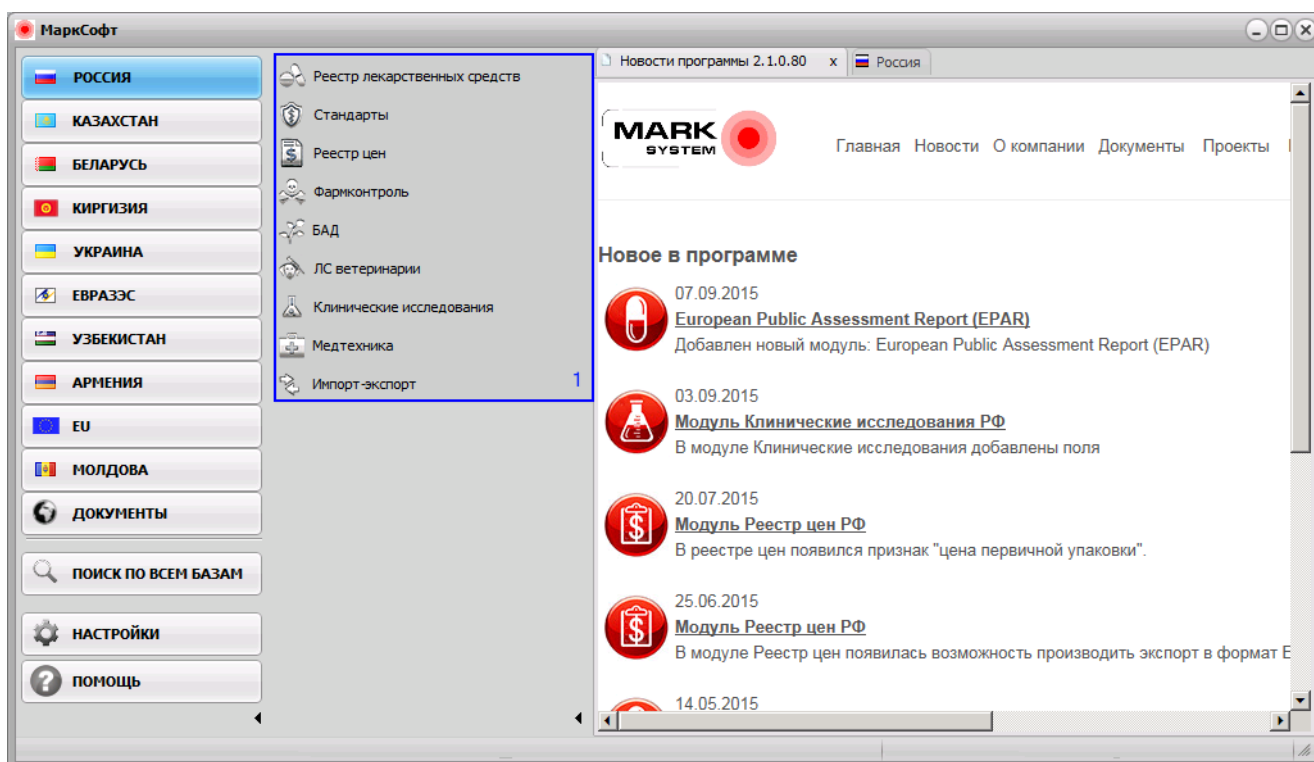 МаркСофт
РОССИЯ
КАЗАХСТАН
БЕЛАРУСЬ
КИРГИЗИЯ
УКРАИНА
ЕВРАЗЭС
УЗБЕКИСТАН
АРМЕНИЯ
EU
МОЛДОВА
ДОКУМЕНТЫ
ПОИСК ПО ВСЕМ БАЗАМ
НАСТРОЙКИ
ПОМОЩЬ
Реестр лекарственных средств
Стандарты
Реестр цен
Фармконтроль
БАД
ЛС ветеринарии
Клинические исследования
Медтехника
Импорт-экспорт 1
Новости программы 2.1.0.80 x Россия
MARK
SYSTEM
Главная Новости О компании Документы Проекты
Новое в программе
07.09.2015
European Public Assessment Report (EPAR)
Добавлен новый модуль: European Public Assessment Report (EPAR)
03.09.2015
Модуль Клинические исследования РФ
В модуле Клинические исследования добавлены поля
20.07.2015
Модуль Реестр цен РФ
В реестре цен появился признак "цена первичной упаковки".
25.06.2015
Модуль Реестр цен РФ
В модуле Реестр цен появилась возможность производить экспорт в формат E
14.05.2015